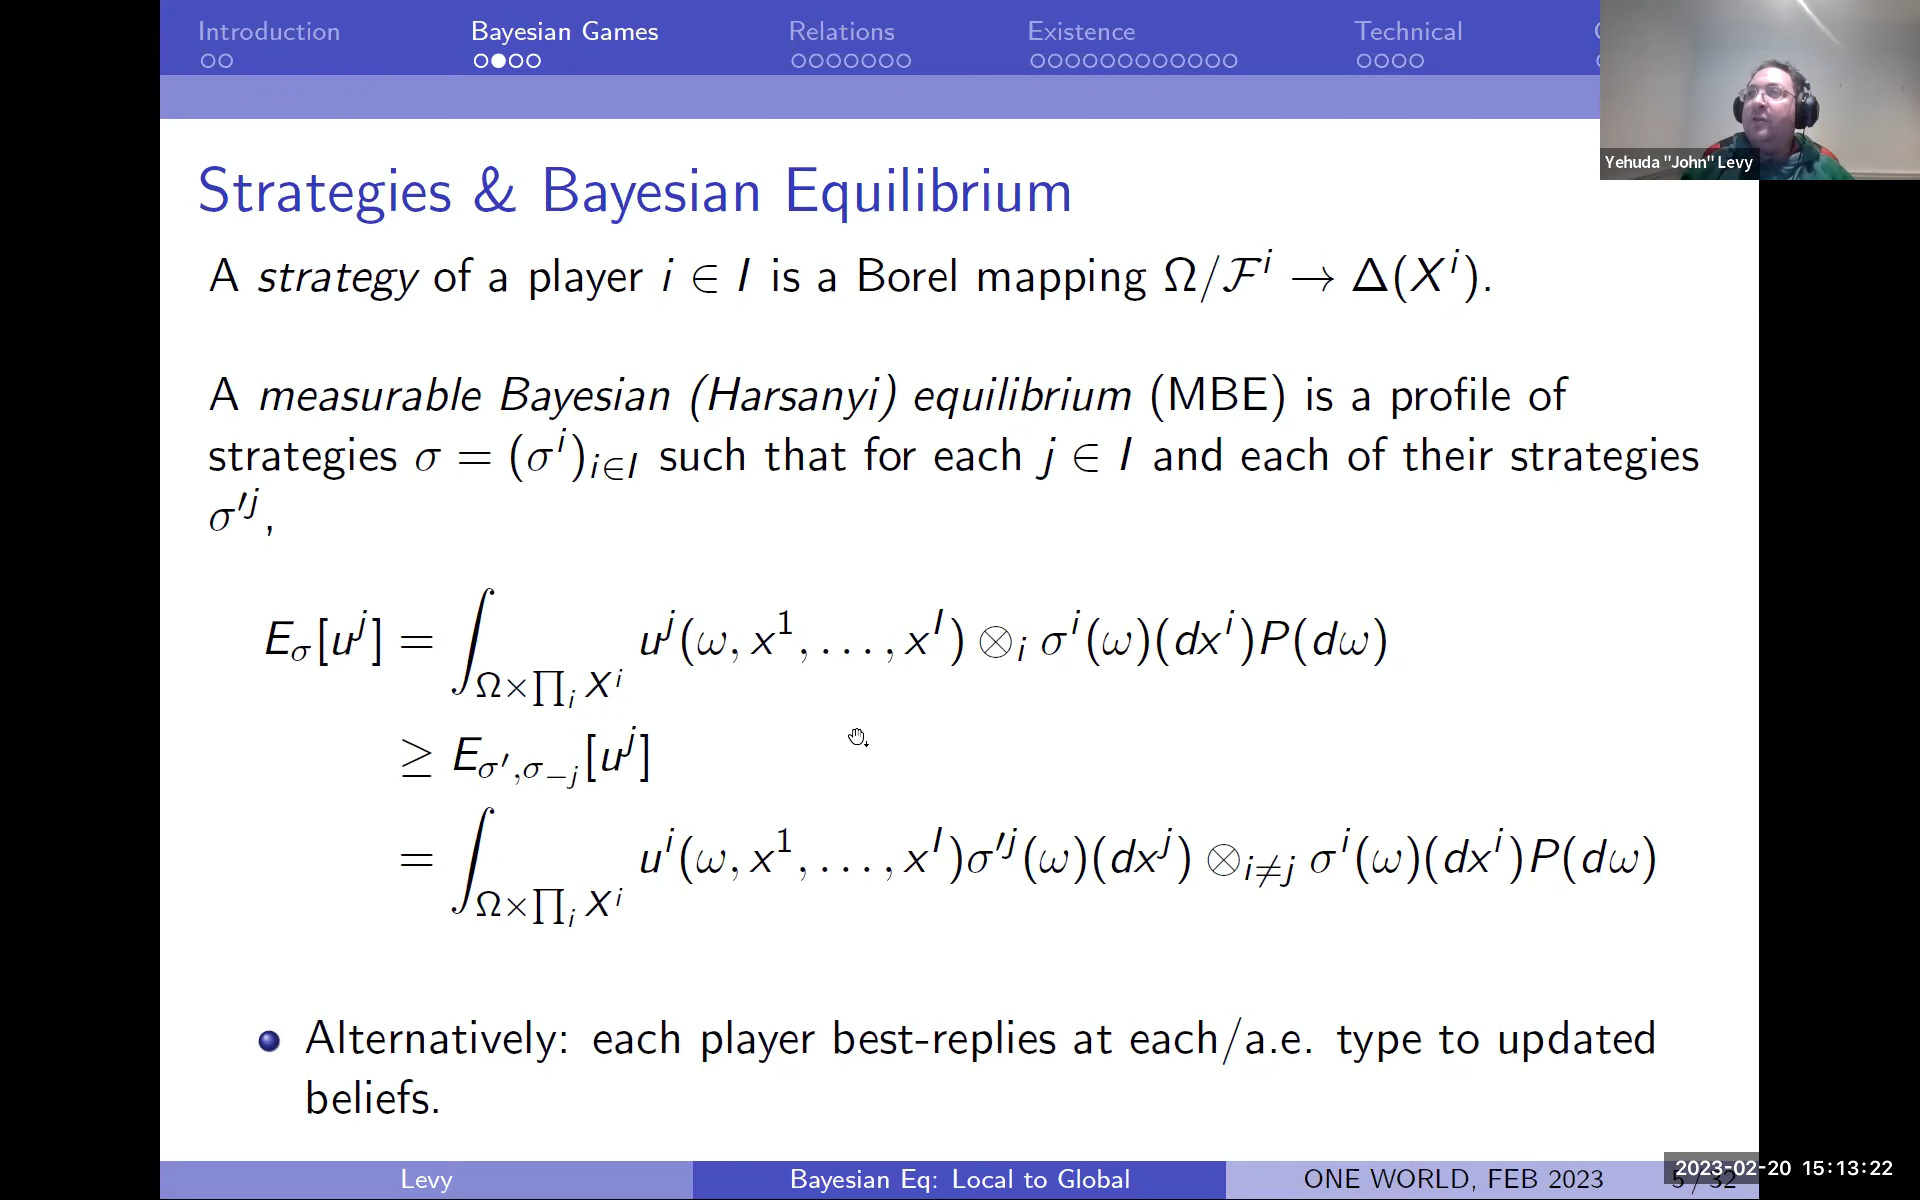 Introduction Bayesian Games Relations Existence Technical
Yehuda "John" Levy
Strategies & Bayesian Equilibrium
A strategy of a player i ∈ I is a Borel mapping Ω/ℱ^i → Δ(X^i).
A measurable Bayesian (Harsanyi) equilibrium (MBE) is a profile of
strategies σ = (σ^i)_{i∈I} such that for each j ∈ I and each of their strategies
σ'^j,
E_σ[u^j] = ∫_{Ω×∏_i X^i} u^j(ω, x^1, . . . , x^I) ⊗_i σ^i(ω)(dx^i)P(dω)
≥ E_{σ',σ_{-j}}[u^j]
= ∫_{Ω×∏_i X^i} u^i(ω, x^1, . . . , x^I)σ'^j(ω)(dx^j) ⊗_{i≠j} σ^i(ω)(dx^i)P(dω)
Alternatively: each player best-replies at each/a.e. type to updated
beliefs.
Levy Bayesian Eq: Local to Global ONE WORLD, FEB 2023 5 / 32
2023-02-20 15:13:22